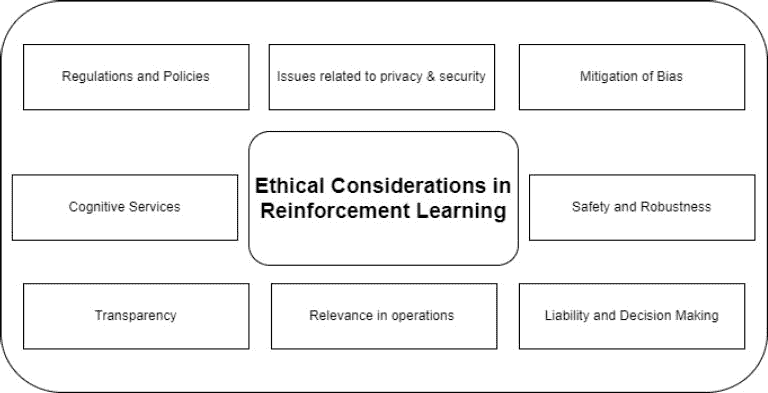 Regulations and Policies
Issues related to privacy & security
Mitigation of Bias
Cognitive Services
Ethical Considerations in
Reinforcement Learning
Safety and Robustness
Transparency
Relevance in operations
Liability and Decision Making